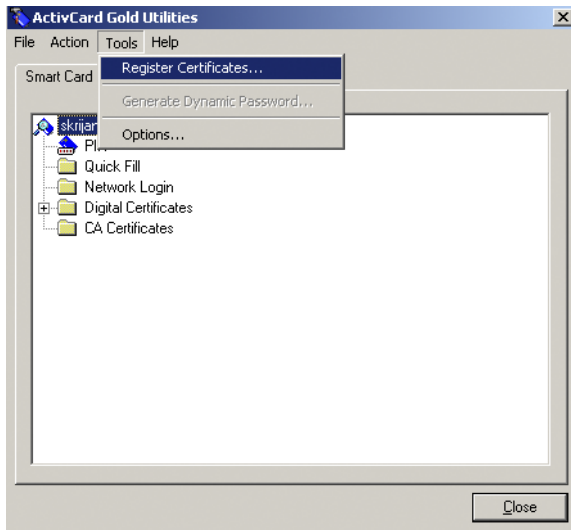 ActivCard Gold Utilities
File Action Tools Help
Register Certificates...
Smart Card
Generate Dynamic Password...
Options...
Quick Fill
Network Login
Digital Certificates
CA Certificates
Close